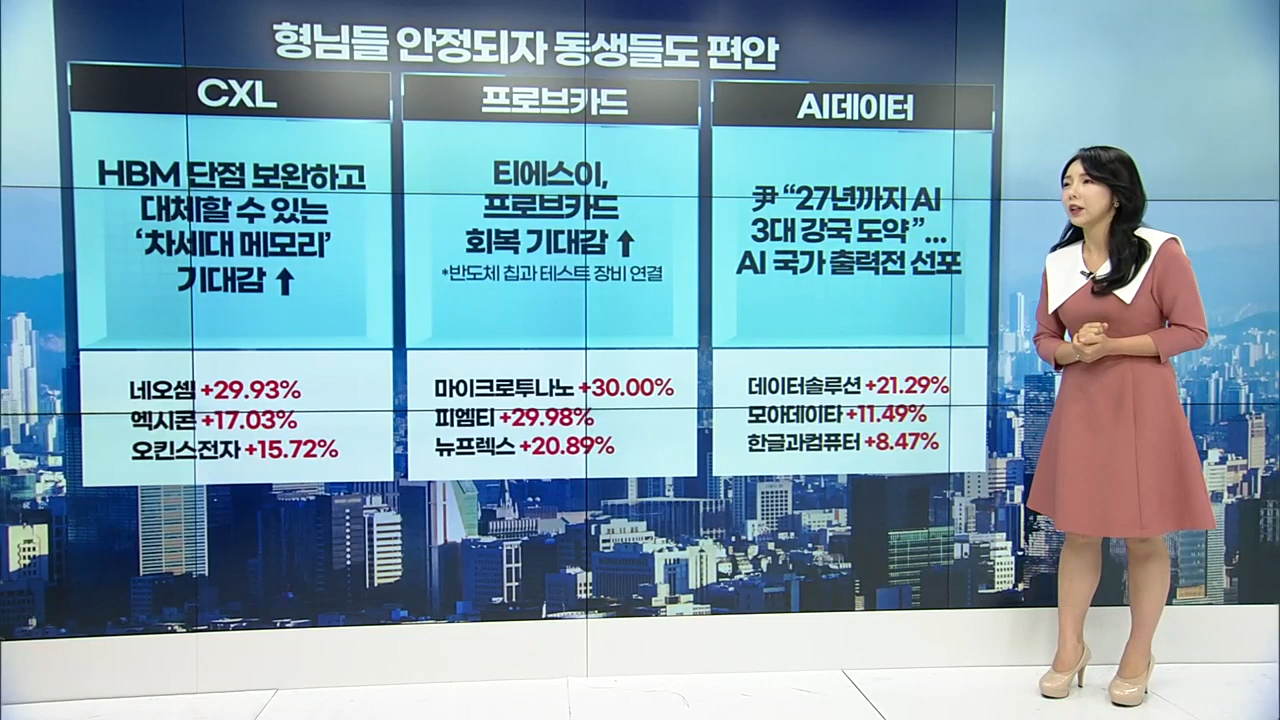 형님들 안정되자 동생들도 편안
CXL
HBM 단점 보완하고
대체할 수 있는
‘차세대 메모리’
기대감 ↑
네오셈 +29.93%
엑시콘 +17.03%
오킨스전자 +15.72%
프로브카드
티에스이,
프로브카드
회복 기대감 ↑
*반도체 칩과 테스트 장비 연결
마이크로투나노 +30.00%
피엠티 +29.98%
뉴프렉스 +20.89%
AI데이터
尹 “27년까지 AI
3대 강국 도약”...
AI 국가 출력전 선포
데이터솔루션 +21.29%
모아데이타 +11.49%
한글과컴퓨터 +8.47%